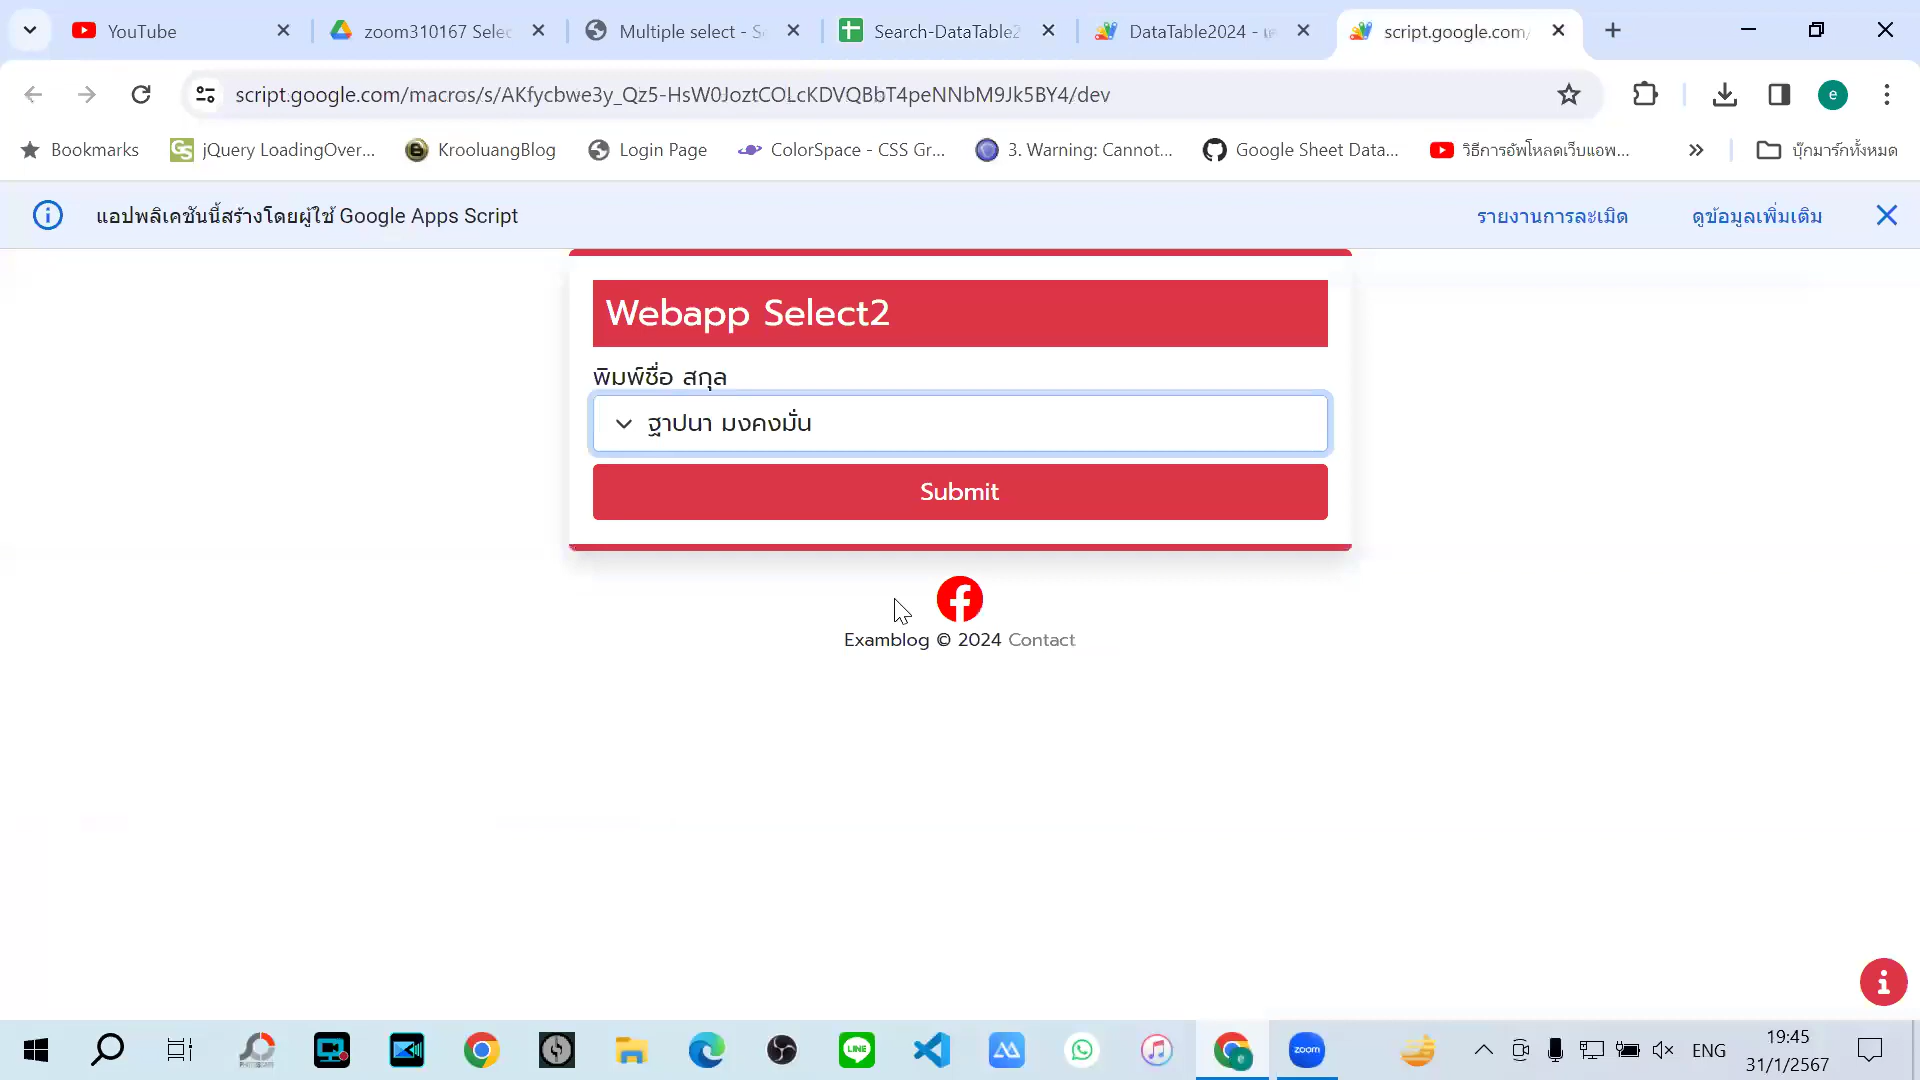 YouTube
zoom310167 Selec
Multiple select - S
Search-DataTable2
DataTable2024 - เค
script.google.com/
script.google.com/macros/s/AKfycbwe3y_Qz5-HsW0JoztCOLcKDVQBbT4peNNbM9Jk5BY4/dev
e
Bookmarks
jQuery LoadingOver...
KrooluangBlog
Login Page
ColorSpace - CSS Gr...
3. Warning: Cannot...
Google Sheet Data...
วิธีการอัพโหลดเว็บแอพ...
บุ๊กมาร์กทั้งหมด
แอปพลิเคชันนี้สร้างโดยผู้ใช้ Google Apps Script
รายงานการละเมิด
ดูข้อมูลเพิ่มเติม
Webapp Select2
พิมพ์ชื่อ สกุล
ฐาปนา มงคงมั่น
Submit
Examblog © 2024 Contact
LINE
zoom
ENG
19:45
31/1/2567